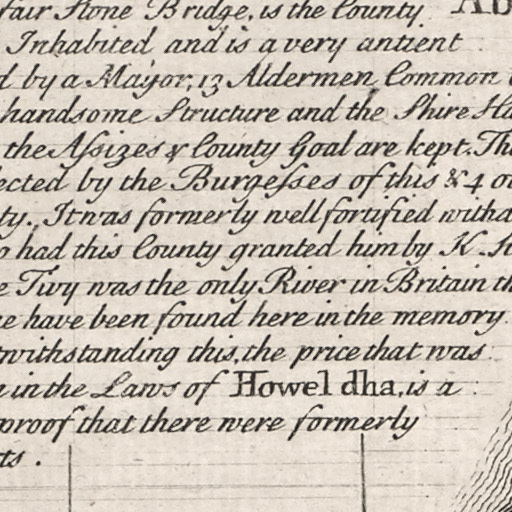 fair Stone Bridge, is the County
Inhabited and is a very antient
d by a Mayor, 13 Aldermen Common
handsome Structure and the Shire Ha
the Aſsizes & County Goal are kept. Th
ected by the Burgeſses of this & 4 o
ty. It was formerly well fortified with a
had this County granted him by K.
e Tivy was the only River in Britain th
have been found here in the memory
twithstanding this, the price that was
in the Laws of Howel dha, is a
proof that there were formerly
ts.
Ab